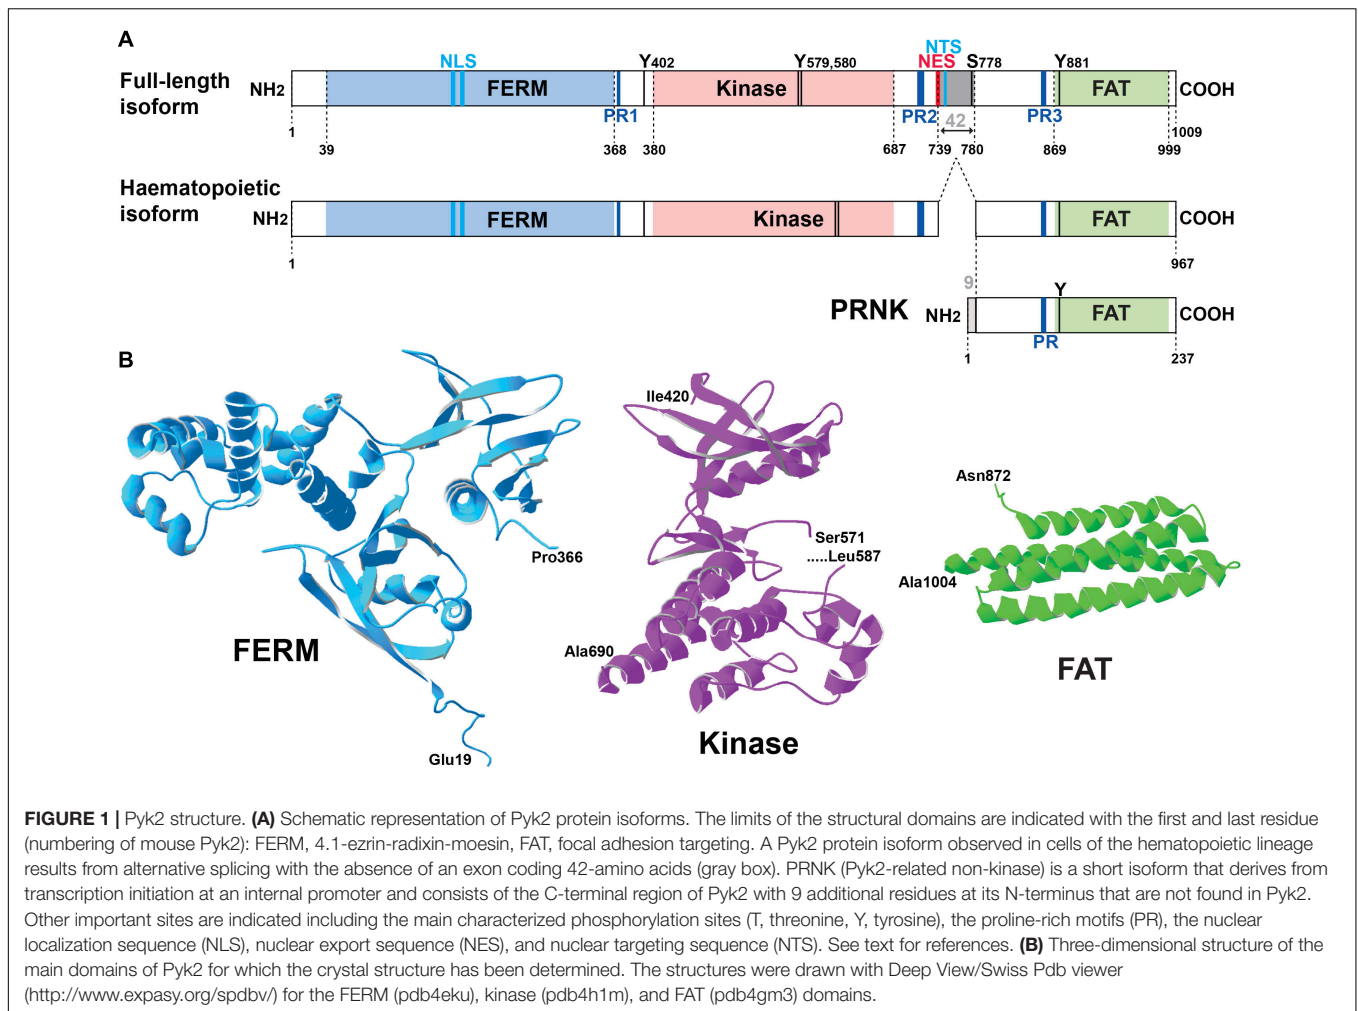 A
Full-length
isoform
NH2
NLS
FERM
PR1
Y402
Kinase
Y579,580
PR2
NES
NTS
S778
42
PR3
Y881
FAT
COOH
1
39
368
380
687
739
780
869
999
1009
Haematopoietic
isoform
NH2
FERM
Kinase
FAT
COOH
1
967
PRNK
NH2
9
Y
PR
FAT
COOH
1
237
B
Pro366
Glu19
FERM
Ile420
Ser571
.....Leu587
Ala690
Kinase
Asn872
Ala1004
FAT
FIGURE 1 | Pyk2 structure. (A) Schematic representation of Pyk2 protein isoforms. The limits of the structural domains are indicated with the first and last residue
(numbering of mouse Pyk2): FERM, 4.1-ezrin-radixin-moesin, FAT, focal adhesion targeting. A Pyk2 protein isoform observed in cells of the hematopoietic lineage
results from alternative splicing with the absence of an exon coding 42-amino acids (gray box). PRNK (Pyk2-related non-kinase) is a short isoform that derives from
transcription initiation at an internal promoter and consists of the C-terminal region of Pyk2 with 9 additional residues at its N-terminus that are not found in Pyk2.
Other important sites are indicated including the main characterized phosphorylation sites (T, threonine, Y, tyrosine), the proline-rich motifs (PR), the nuclear
localization sequence (NLS), nuclear export sequence (NES), and nuclear targeting sequence (NTS). See text for references. (B) Three-dimensional structure of the
main domains of Pyk2 for which the crystal structure has been determined. The structures were drawn with Deep View/Swiss Pdb viewer
(http://www.expasy.org/spdbv/) for the FERM (pdb4eku), kinase (pdb4h1m), and FAT (pdb4gm3) domains.